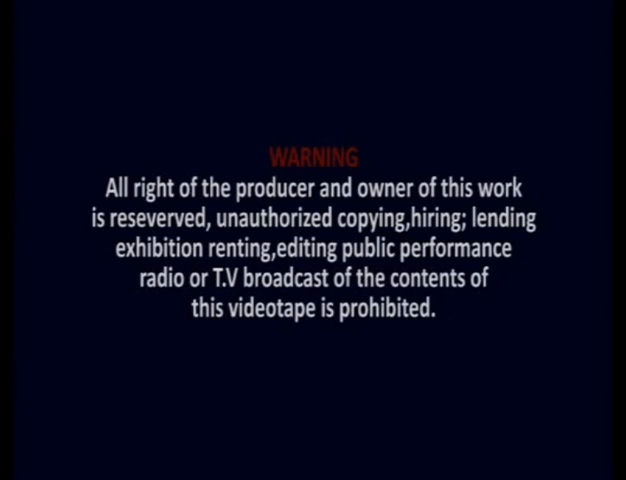 WARNING
All right of the producer and owner of this work
is reseverved, unauthorized copying,hiring; lending
exhibition renting,editing public performance
radio or T.V broadcast of the contents of
this videotape is prohibited.